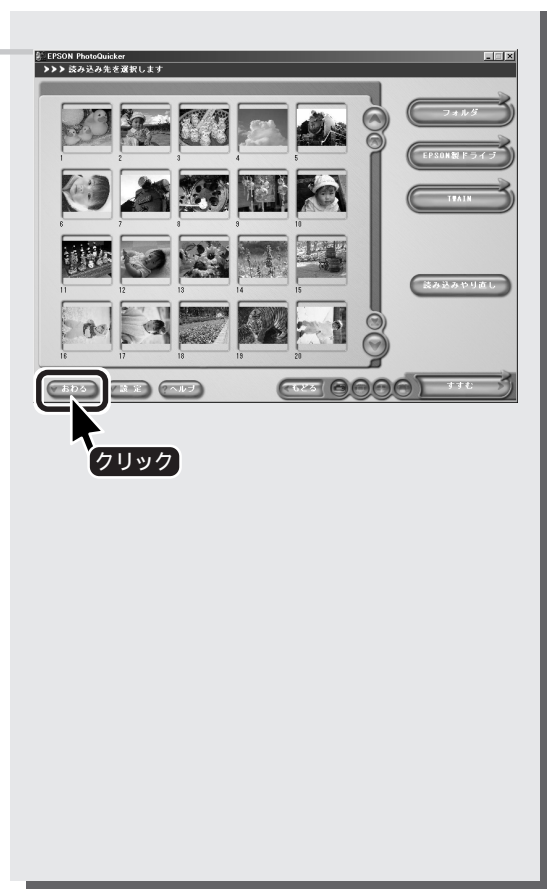 EPSON PhotoQuicker
>>> 読み込み先を選択します
フォルダ
EPSON製ドライブ
TWAIN
読み込みやり直し
1 2 3 4 5
6 7 8 9 10
11 12 13 14 15
16 17 18 19 20
おわる 設定 ?ヘルプ もどる すすむ
クリック